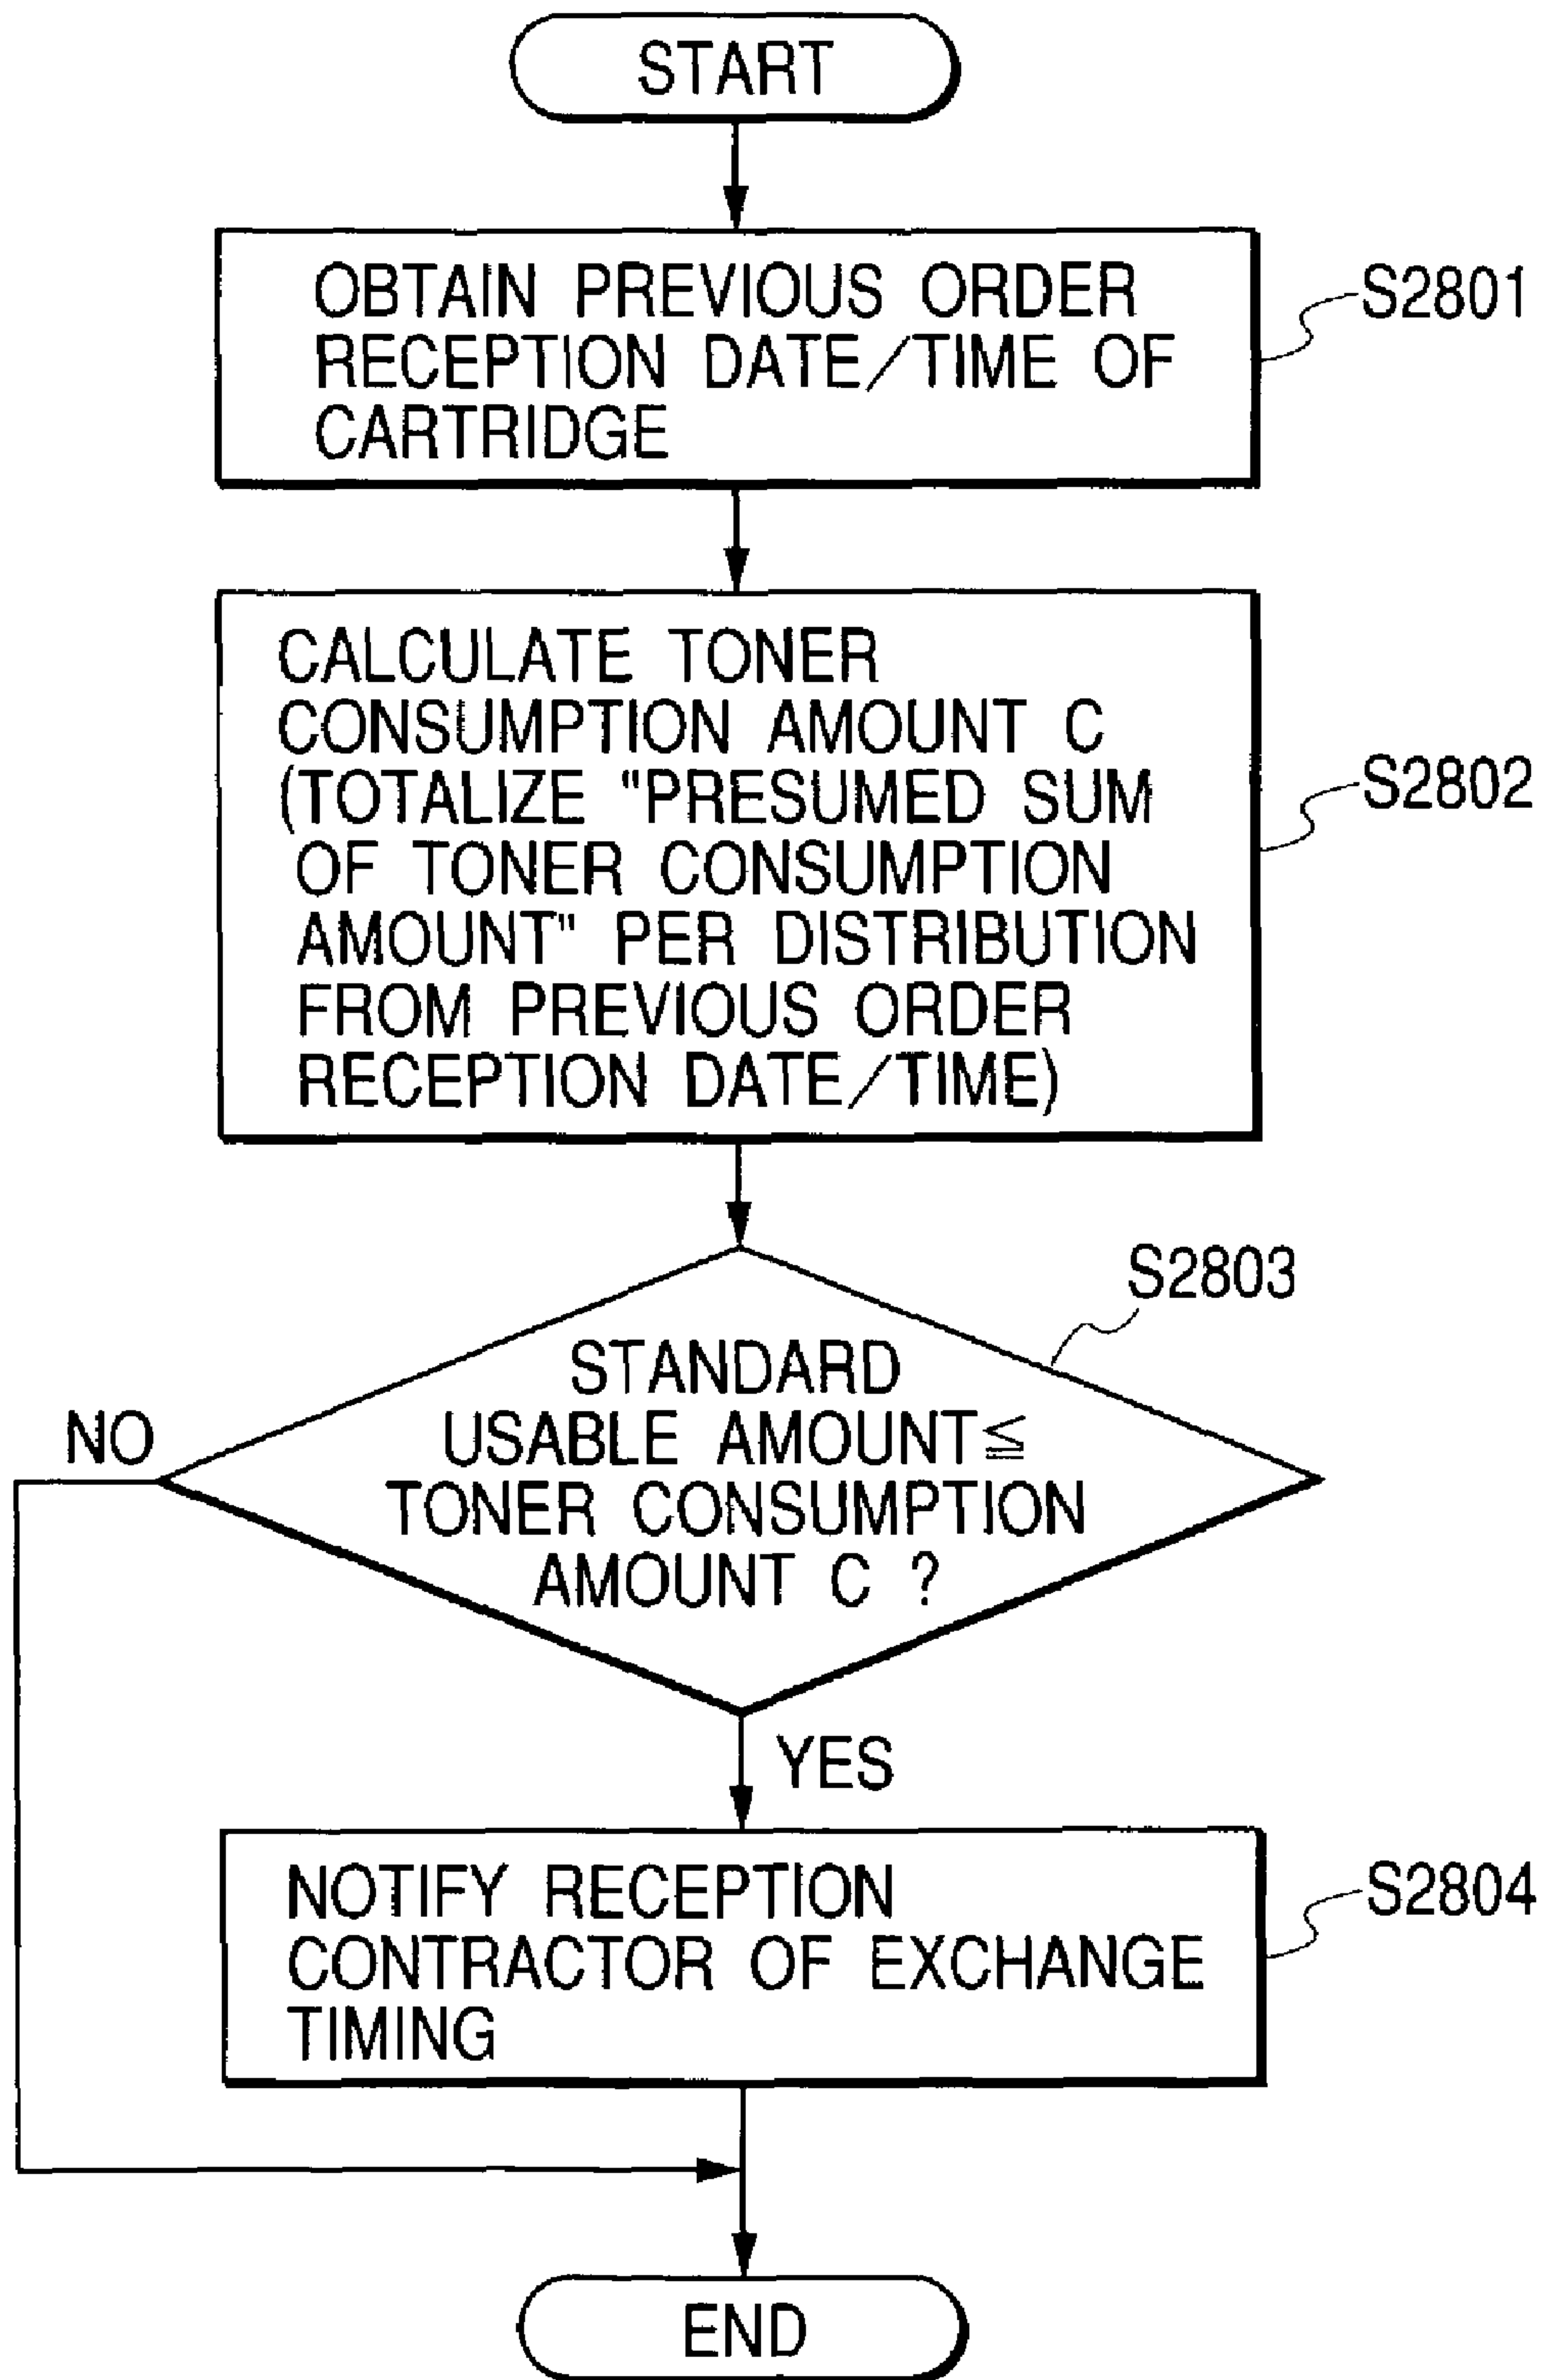 START
OBTAIN PREVIOUS ORDER
RECEPTION DATE/TIME OF
CARTRIDGE
S2801
CALCULATE TONER
CONSUMPTION AMOUNT C
(TOTALIZE "PRESUMED SUM
OF TONER CONSUMPTION
AMOUNT" PER DISTRIBUTION
FROM PREVIOUS ORDER
RECEPTION DATE/TIME)
S2802
S2803
STANDARD
USABLE AMOUNT≦
TONER CONSUMPTION
AMOUNT C ?
NO
YES
NOTIFY RECEPTION
CONTRACTOR OF EXCHANGE
TIMING
S2804
END